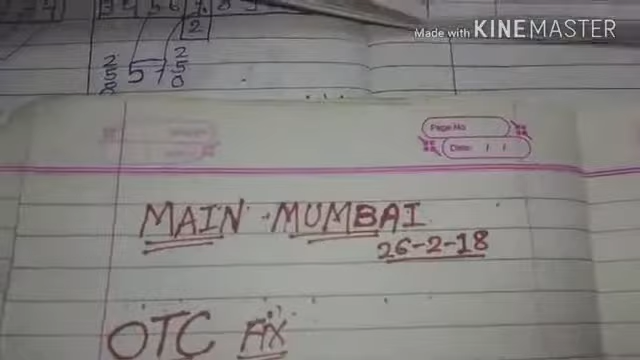 Made with KINEMASTER
2
2
5 5 7 5
8 0
Page No
Date: / /
MAIN - MUMBAI
26-2-18
OTC FIX